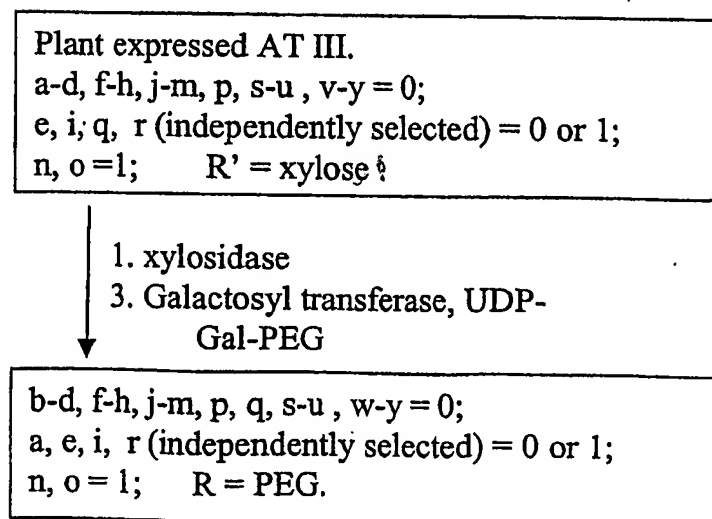 Plant expressed AT III.
a-d, f-h, j-m, p, s-u , v-y = 0;
e, i, q, r (independently selected) = 0 or 1;
n, o =1; R’ = xylose
1. xylosidase
3. Galactosyl transferase, UDP-
Gal-PEG
b-d, f-h, j-m, p, q, s-u , w-y = 0;
a, e, i, r (independently selected) = 0 or 1;
n, o = 1; R = PEG.